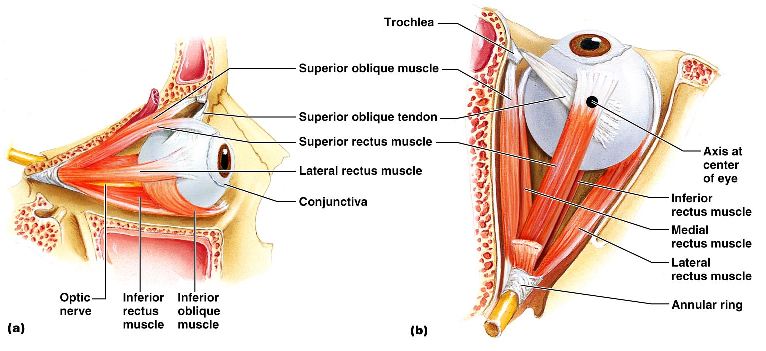 Trochlea
Superior oblique muscle
Superior oblique tendon
Superior rectus muscle
Lateral rectus muscle
Conjunctiva
Axis at
center
of eye
Inferior
rectus muscle
Medial
rectus muscle
Lateral
rectus muscle
Annular ring
Optic
nerve
Inferior
rectus
muscle
Inferior
oblique
muscle
(a)
(b)